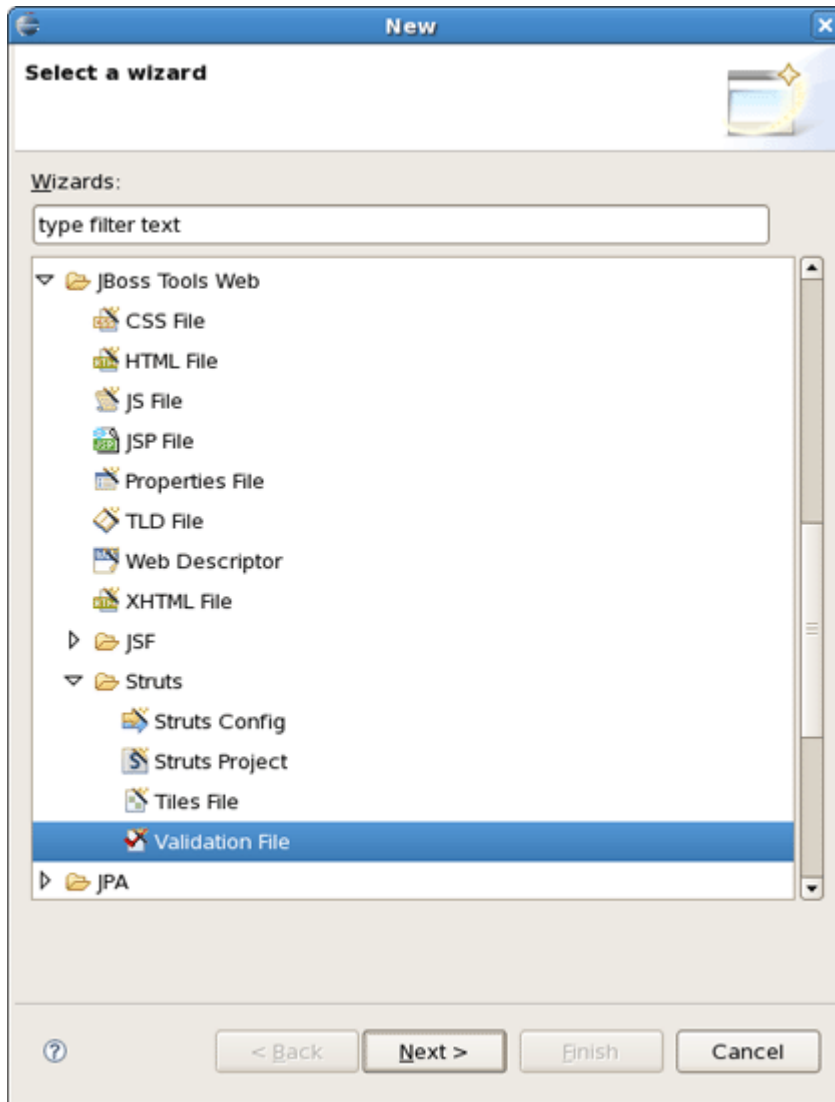 New
Select a wizard
Wizards:
type filter text
JBoss Tools Web
CSS File
HTML File
JS File
JSP File
Properties File
TLD File
Web Descriptor
XHTML File
JSF
Struts
Struts Config
Struts Project
Tiles File
Validation File
JPA
< Back Next > Finish Cancel